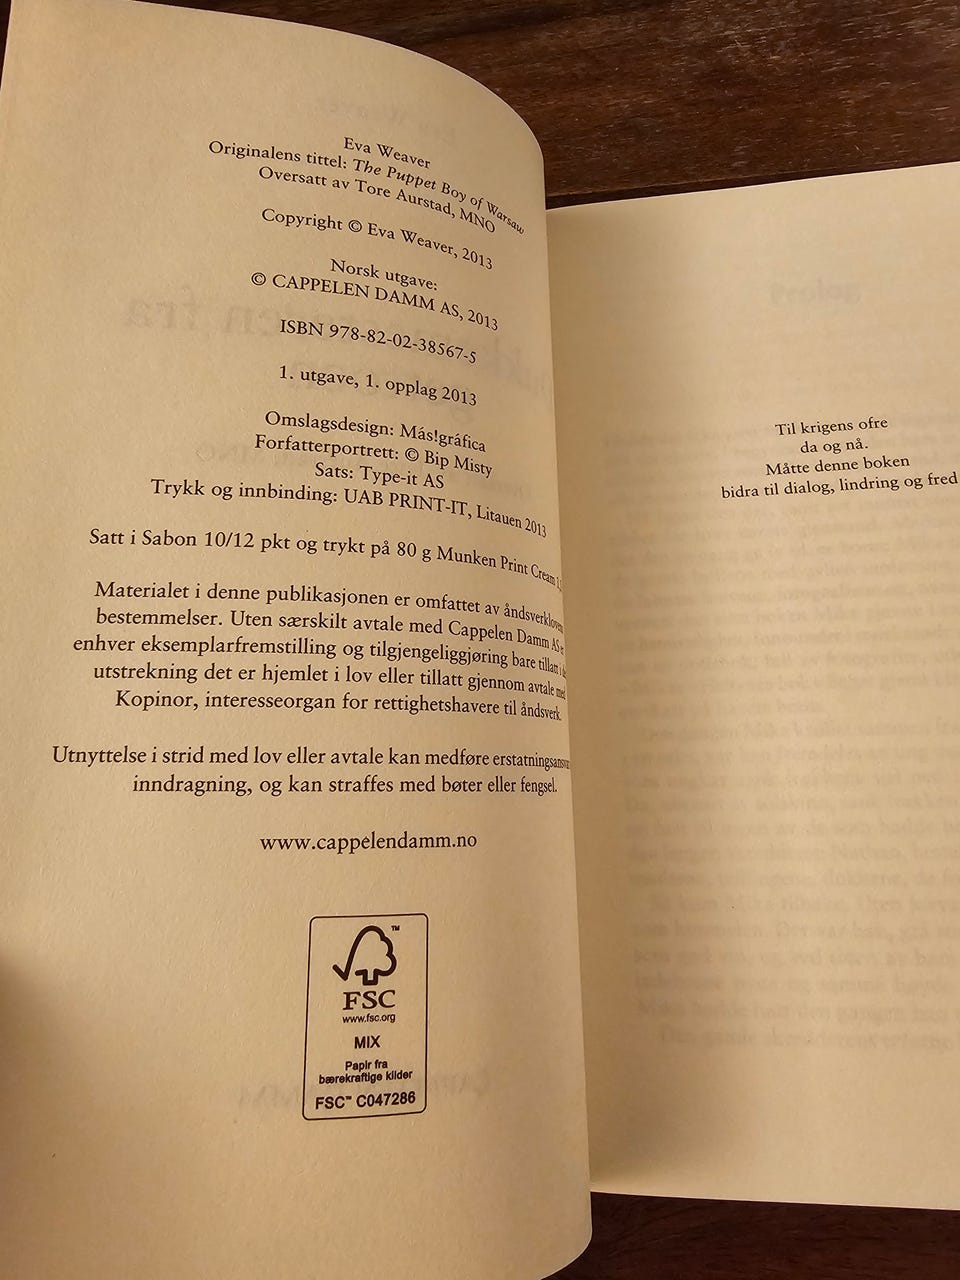 Eva Weaver
Originalens tittel: The Puppet Boy of Warsaw
Oversatt av Tore Aurstad, MNO
Copyright © Eva Weaver, 2013
Norsk utgave:
© CAPPELEN DAMM AS, 2013
ISBN 978-82-02-38567-5
1. utgave, 1. opplag 2013
Omslagsdesign: Más!gráfica
Forfatterportrett: © Bip Misty
Sats: Type-it AS
Trykk og innbinding: UAB PRINT-IT, Litauen 2013
Satt i Sabon 10/12 pkt og trykt på 80 g Munken Print Cream
Materialet i denne publikasjonen er omfattet av åndsverklovens
bestemmelser. Uten særskilt avtale med Cappelen Damm AS er
enhver eksemplarfremstilling og tilgjengeliggjøring bare tillatt i den
utstrekning det er hjemlet i lov eller tillatt gjennom avtale med
Kopinor, interesseorgan for rettighetshavere til åndsverk.
Utnyttelse i strid med lov eller avtale kan medføre erstatningsansvar
inndragning, og kan straffes med bøter eller fengsel.
www.cappelendamm.no
FSC
www.fsc.org
MIX
Papir fra
bærekraftige kilder
FSC™ C047286
Til krigens ofre
da og nå.
Måtte denne boken
bidra til dialog, lindring og fred